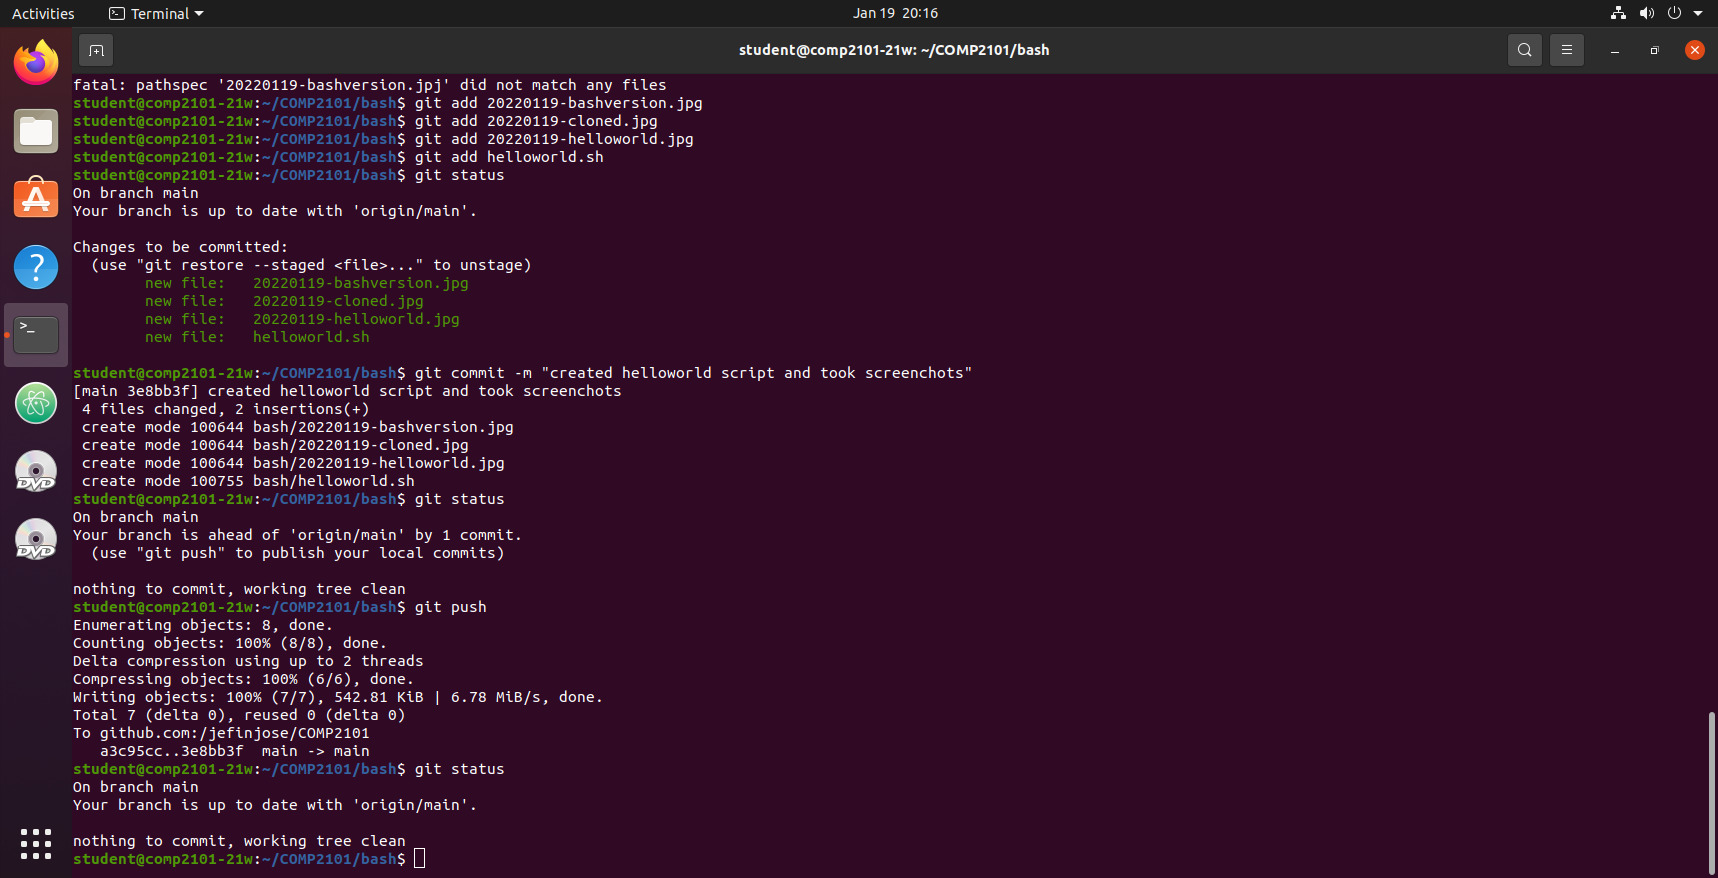 Activities
Terminal
Jan 19 20:16
student@comp2101-21w: ~/COMP2101/bash
fatal: pathspec '20220119-bashversion.jpj' did not match any files
student@comp2101-21w:~/COMP2101/bash$ git add 20220119-bashversion.jpg
student@comp2101-21w:~/COMP2101/bash$ git add 20220119-cloned.jpg
student@comp2101-21w:~/COMP2101/bash$ git add 20220119-helloworld.jpg
student@comp2101-21w:~/COMP2101/bash$ git add helloworld.sh
student@comp2101-21w:~/COMP2101/bash$ git status
On branch main
Your branch is up to date with 'origin/main'.
Changes to be committed:
  (use "git restore --staged <file>..." to unstage)
        new file:   20220119-bashversion.jpg
        new file:   20220119-cloned.jpg
        new file:   20220119-helloworld.jpg
        new file:   helloworld.sh
student@comp2101-21w:~/COMP2101/bash$ git commit -m "created helloworld script and took screenchots"
[main 3e8bb3f] created helloworld script and took screenchots
 4 files changed, 2 insertions(+)
 create mode 100644 bash/20220119-bashversion.jpg
 create mode 100644 bash/20220119-cloned.jpg
 create mode 100644 bash/20220119-helloworld.jpg
 create mode 100755 bash/helloworld.sh
student@comp2101-21w:~/COMP2101/bash$ git status
On branch main
Your branch is ahead of 'origin/main' by 1 commit.
  (use "git push" to publish your local commits)
nothing to commit, working tree clean
student@comp2101-21w:~/COMP2101/bash$ git push
Enumerating objects: 8, done.
Counting objects: 100% (8/8), done.
Delta compression using up to 2 threads
Compressing objects: 100% (6/6), done.
Writing objects: 100% (7/7), 542.81 KiB | 6.78 MiB/s, done.
Total 7 (delta 0), reused 0 (delta 0)
To github.com:/jefinjose/COMP2101
   a3c95cc..3e8bb3f  main -> main
student@comp2101-21w:~/COMP2101/bash$ git status
On branch main
Your branch is up to date with 'origin/main'.
nothing to commit, working tree clean
student@comp2101-21w:~/COMP2101/bash$
DVD
DVD